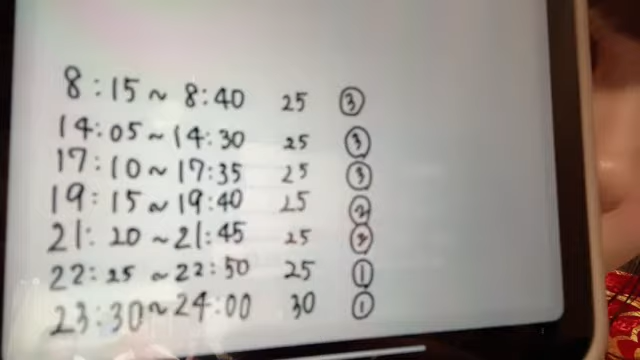 8:15~8:40 25 ③
14:05~14:30 25 ③
17:10~17:35 25 ③
19:15~19:40 25 ②
21:20~21:45 25 ②
22:25~22:50 25 ①
23:30~24:00 30 ①